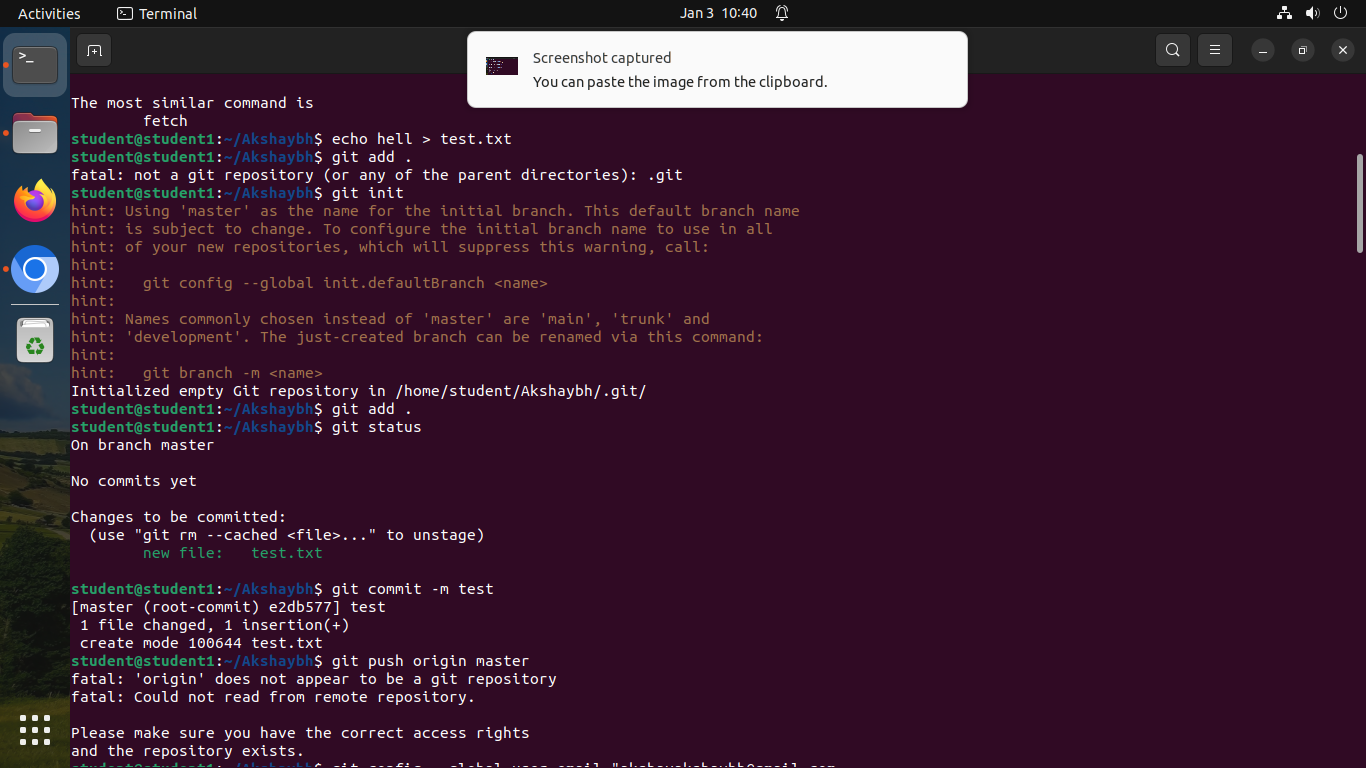 Activities
Terminal
Jan 3 10:40
Screenshot captured
You can paste the image from the clipboard.
The most similar command is
fetch
student@student1:~/Akshaybh$ echo hell > test.txt
student@student1:~/Akshaybh$ git add .
fatal: not a git repository (or any of the parent directories): .git
student@student1:~/Akshaybh$ git init
hint: Using 'master' as the name for the initial branch. This default branch name
hint: is subject to change. To configure the initial branch name to use in all
hint: of your new repositories, which will suppress this warning, call:
hint:
hint:   git config --global init.defaultBranch <name>
hint:
hint: Names commonly chosen instead of 'master' are 'main', 'trunk' and
hint: 'development'. The just-created branch can be renamed via this command:
hint:
hint:   git branch -m <name>
Initialized empty Git repository in /home/student/Akshaybh/.git/
student@student1:~/Akshaybh$ git add .
student@student1:~/Akshaybh$ git status
On branch master
No commits yet
Changes to be committed:
(use "git rm --cached <file>..." to unstage)
new file:   test.txt
student@student1:~/Akshaybh$ git commit -m test
[master (root-commit) e2db577] test
1 file changed, 1 insertion(+)
create mode 100644 test.txt
student@student1:~/Akshaybh$ git push origin master
fatal: 'origin' does not appear to be a git repository
fatal: Could not read from remote repository.
Please make sure you have the correct access rights
and the repository exists.
student@student1:~/Akshaybh$ git config --global user.email